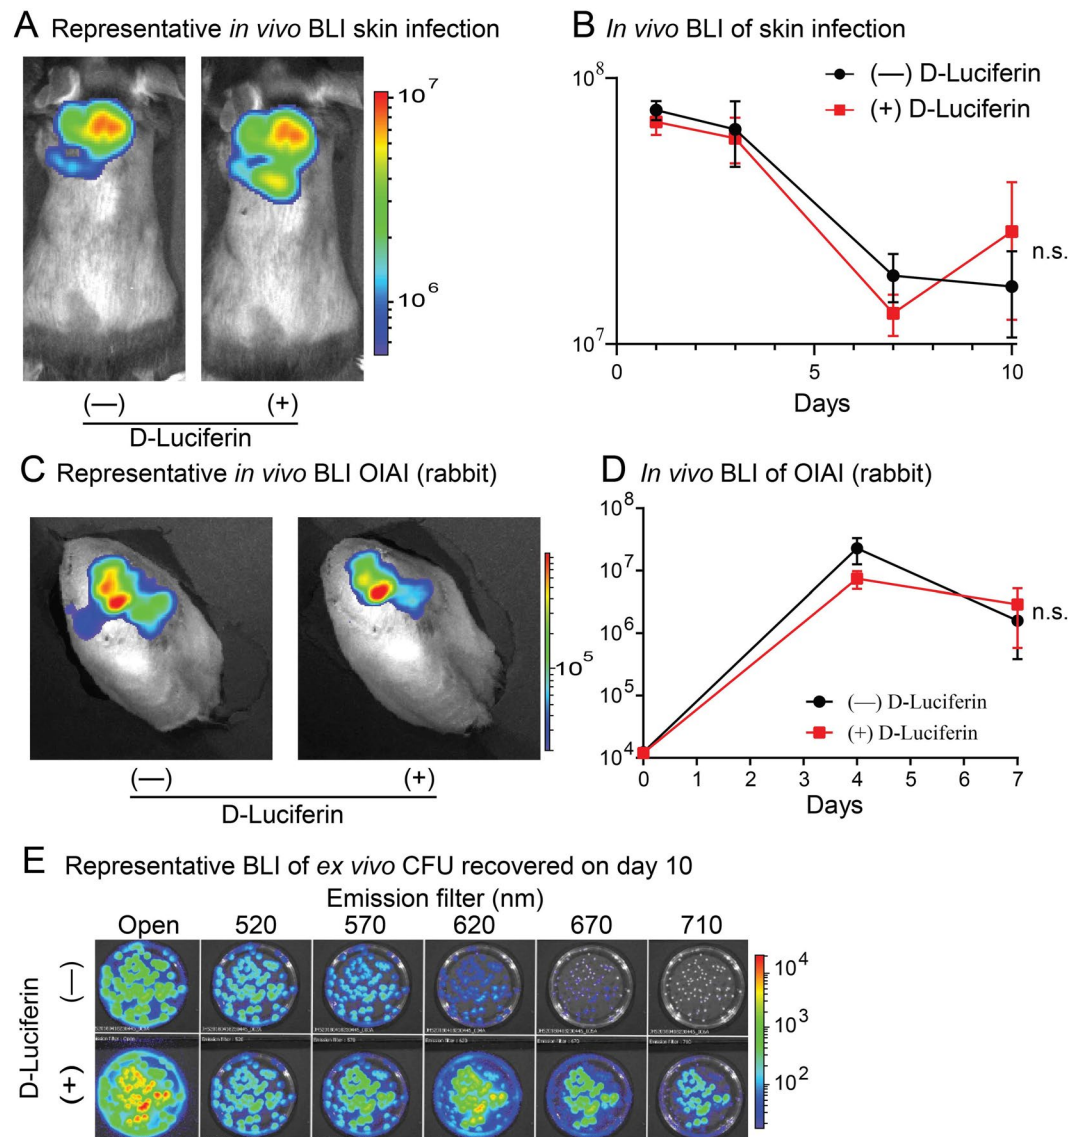 A Representative in vivo BLI skin infection
10⁷
10⁶
(—) (+)
D-Luciferin
B In vivo BLI of skin infection
(—) D-Luciferin
(+) D-Luciferin
10⁸
10⁷
n.s.
0 5 10
Days
C Representative in vivo BLI OIAI (rabbit)
10⁵
(—) (+)
D-Luciferin
D In vivo BLI of OIAI (rabbit)
10⁸
10⁷
10⁶
10⁵
10⁴
n.s.
(—) D-Luciferin
(+) D-Luciferin
0 1 2 3 4 5 6 7
Days
E Representative BLI of ex vivo CFU recovered on day 10
Emission filter (nm)
Open 520 570 620 670 710
D-Luciferin
(—)
(+)
10⁴
10³
10²